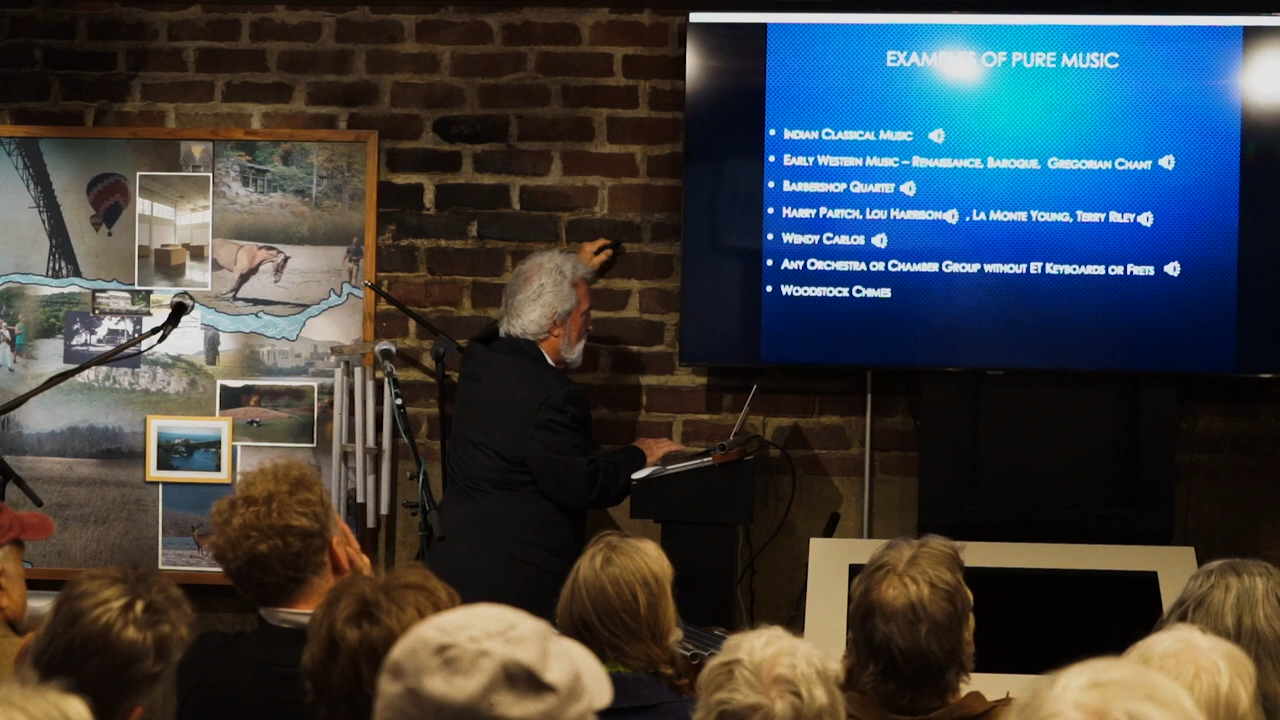 EXAMPLES OF PURE MUSIC
• INDIAN CLASSICAL MUSIC
• EARLY WESTERN MUSIC – RENAISSANCE, BAROQUE, GREGORIAN CHANT
• BARBERSHOP QUARTET
• HARRY PARTCH, LOU HARRISON , LA MONTE YOUNG, TERRY RILEY
• WENDY CARLOS
• ANY ORCHESTRA OR CHAMBER GROUP WITHOUT ET KEYBOARDS OR FRETS
• WOODSTOCK CHIMES